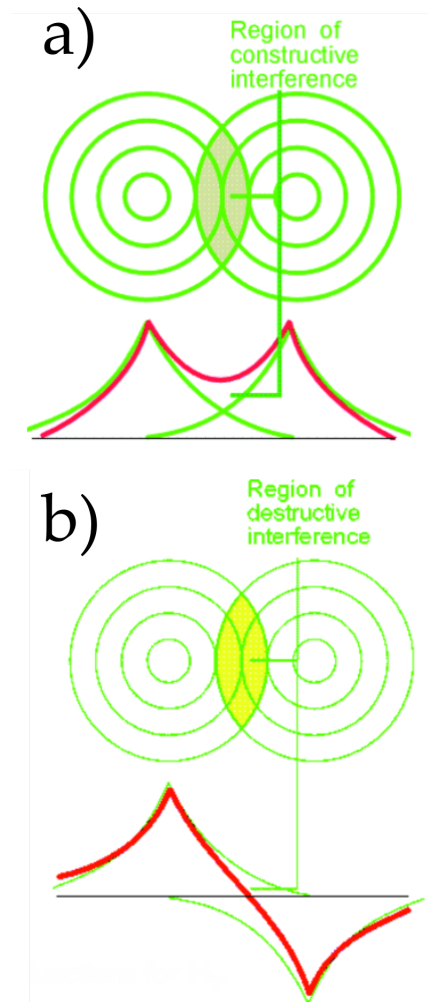 a)
Region of
constructive
interference
b)
Region of
destructive
interference